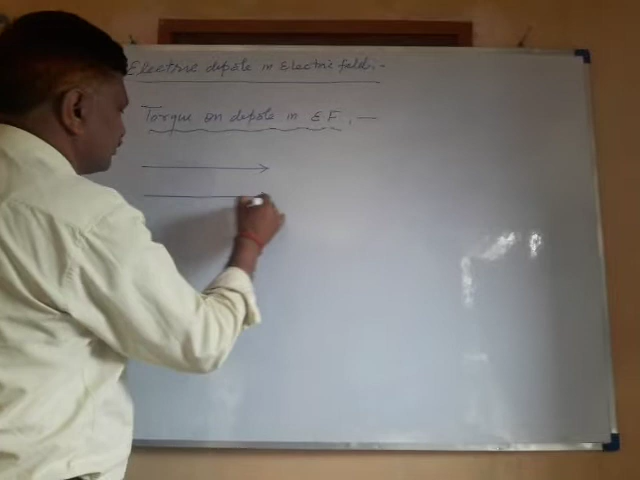 Electric dipole in Electric field :-
Torque on dipole in E.F. :—